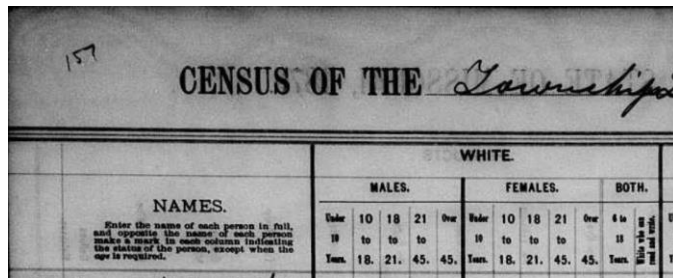 157
CENSUS OF THE Township
WHITE.
MALES. FEMALES. BOTH.
NAMES.
Enter the name of each person in full,
and opposite the name of each person
make a mark in each column indicating
the status of the person, except when the
age is required.
Under 10 18 21 Over Under 10 18 21 Over 6 to
10 to to to 10 to to to 18
Years. 18. 21. 45. 45. Years. 18. 21. 45. 45. Years.